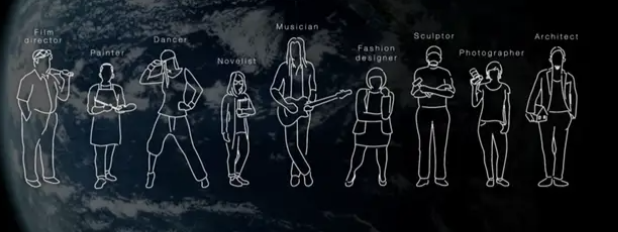 Film
director
Painter
Dancer
Novelist
Musician
Fashion
designer
Sculptor
Photographer
Architect